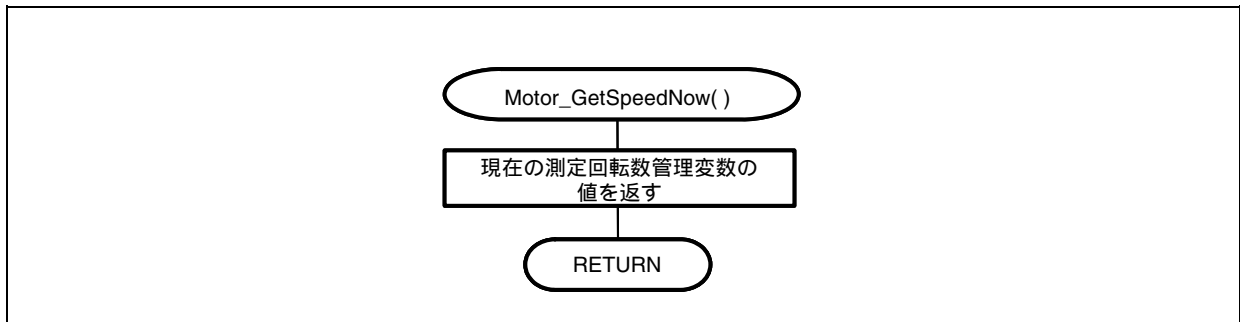 Motor_GetSpeedNow( )
現在の測定回転数管理変数の
値を返す
RETURN